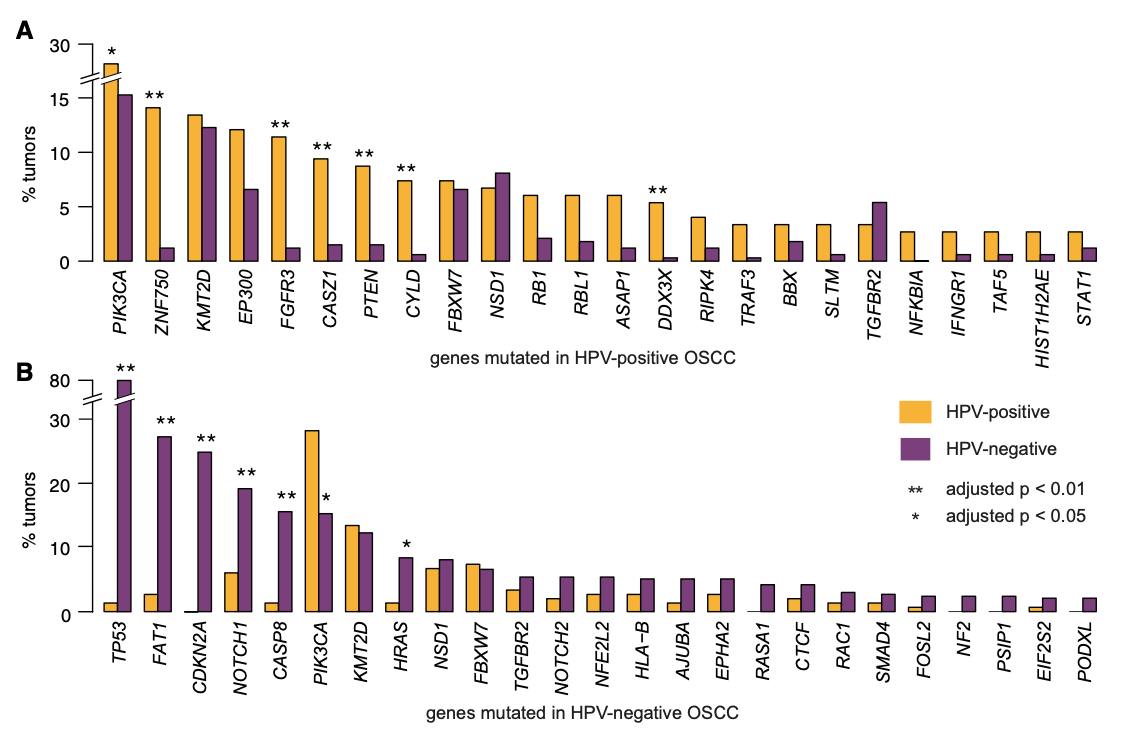 A
30
15
10
5
0
% tumors
* ** ** ** ** ** **
PIK3CA ZNF750 KMT2D EP300 FGFR3 CASZ1 PTEN CYLD FBXW7 NSD1 RB1 RBL1 ASAP1 DDX3X RIPK4 TRAF3 BBX SLTM TGFBR2 NFKBIA IFNGR1 TAF5 HIST1H2AE STAT1
genes mutated in HPV-positive OSCC
B
80
30
20
10
0
% tumors
** ** ** ** ** * *
HPV-positive
HPV-negative
** adjusted p < 0.01
* adjusted p < 0.05
TP53 FAT1 CDKN2A NOTCH1 CASP8 PIK3CA KMT2D HRAS NSD1 FBXW7 TGFBR2 NOTCH2 NFE2L2 HLA−B AJUBA EPHA2 RASA1 CTCF RAC1 SMAD4 FOSL2 NF2 PSIP1 EIF2S2 PODXL
genes mutated in HPV-negative OSCC